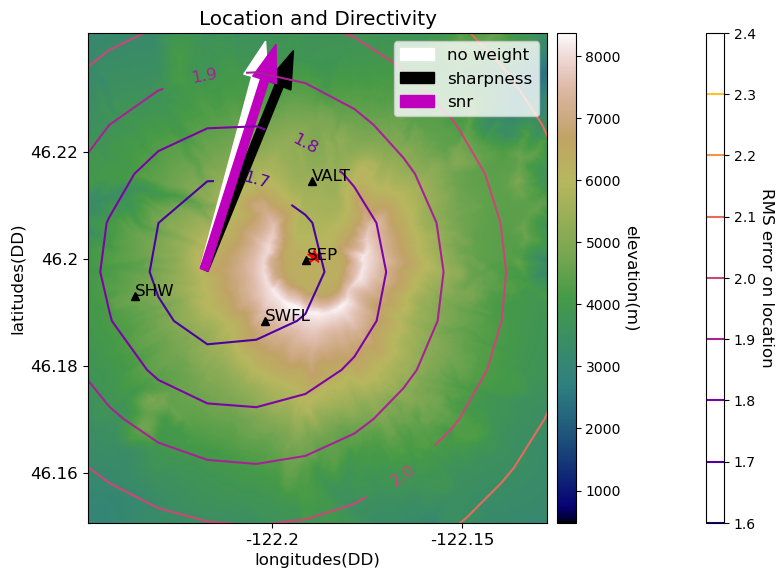 Location and Directivity
no weight
sharpness
snr
1.9
1.8
1.7
VALT
SEP
SHW
SWFL
2.0
46.22
46.2
46.18
46.16
latitudes(DD)
-122.2
-122.15
longitudes(DD)
8000
7000
6000
5000
4000
3000
2000
1000
elevation(m)
2.4
2.3
2.2
2.1
2.0
1.9
1.8
1.7
1.6
RMS error on location